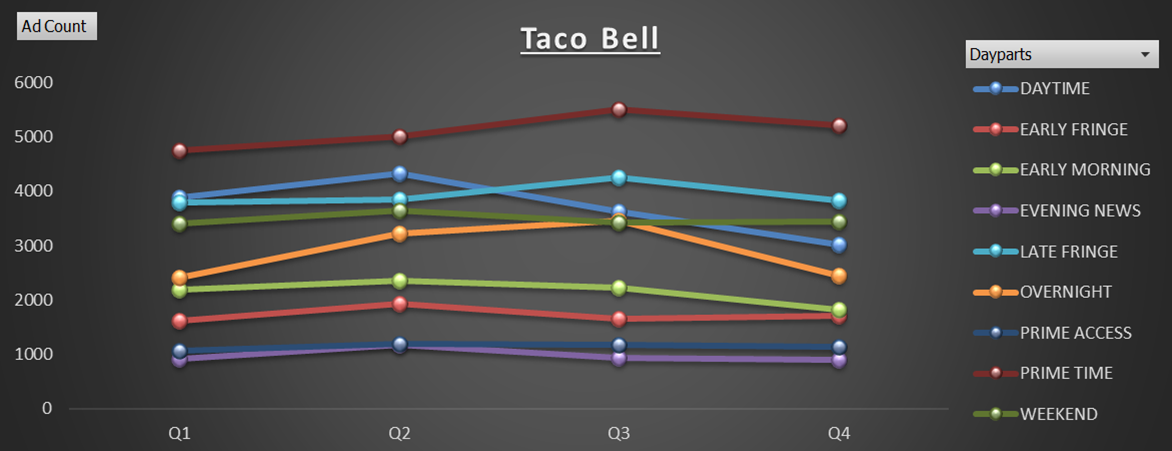 Ad Count
Taco Bell
Dayparts
6000
5000
4000
3000
2000
1000
0
Q1 Q2 Q3 Q4
DAYTIME
EARLY FRINGE
EARLY MORNING
EVENING NEWS
LATE FRINGE
OVERNIGHT
PRIME ACCESS
PRIME TIME
WEEKEND